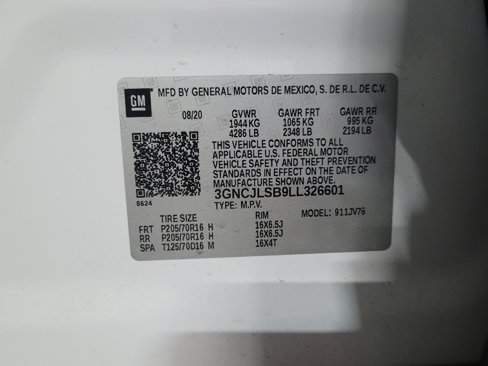 GM
MFD BY GENERAL MOTORS DE MEXICO, S. DE R.L. DE C.V.
08/20 GVWR GAWR FRT GAWR RR
1944 KG 1065 KG 995 KG
4286 LB 2348 LB 2194 LB
THIS VEHICLE CONFORMS TO ALL
APPLICABLE U.S. FEDERAL MOTOR
VEHICLE SAFETY AND THEFT PREVENTION
STANDARDS IN EFFECT ON THE DATE OF
MANUFACTURE SHOWN ABOVE.
3GNCJLSB9LL326601
8624 TYPE: M.P.V.
TIRE SIZE RIM MODEL: 911JV76
FRT P205/70R16 H 16X6.5J
RR P205/70R16 H 16X6.5J
SPA T125/70D16 M 16X4T